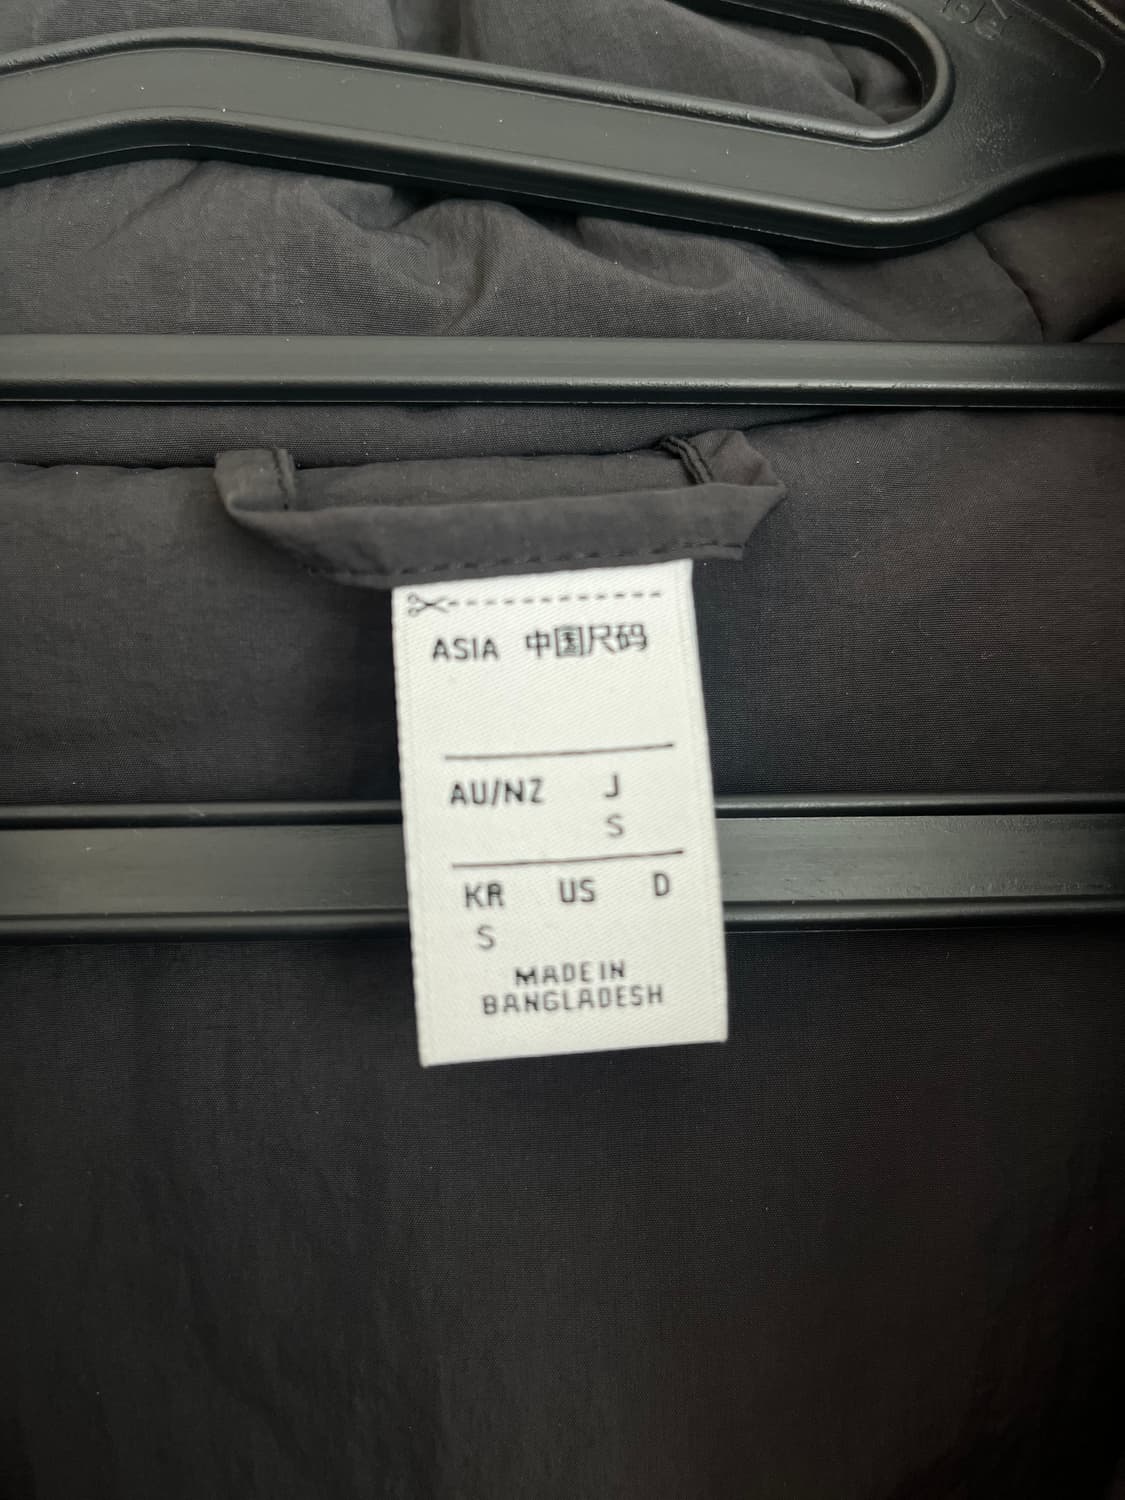 ASIA 中国尺码
AU/NZ J
S
KR US D
S
MADE IN
BANGLADESH